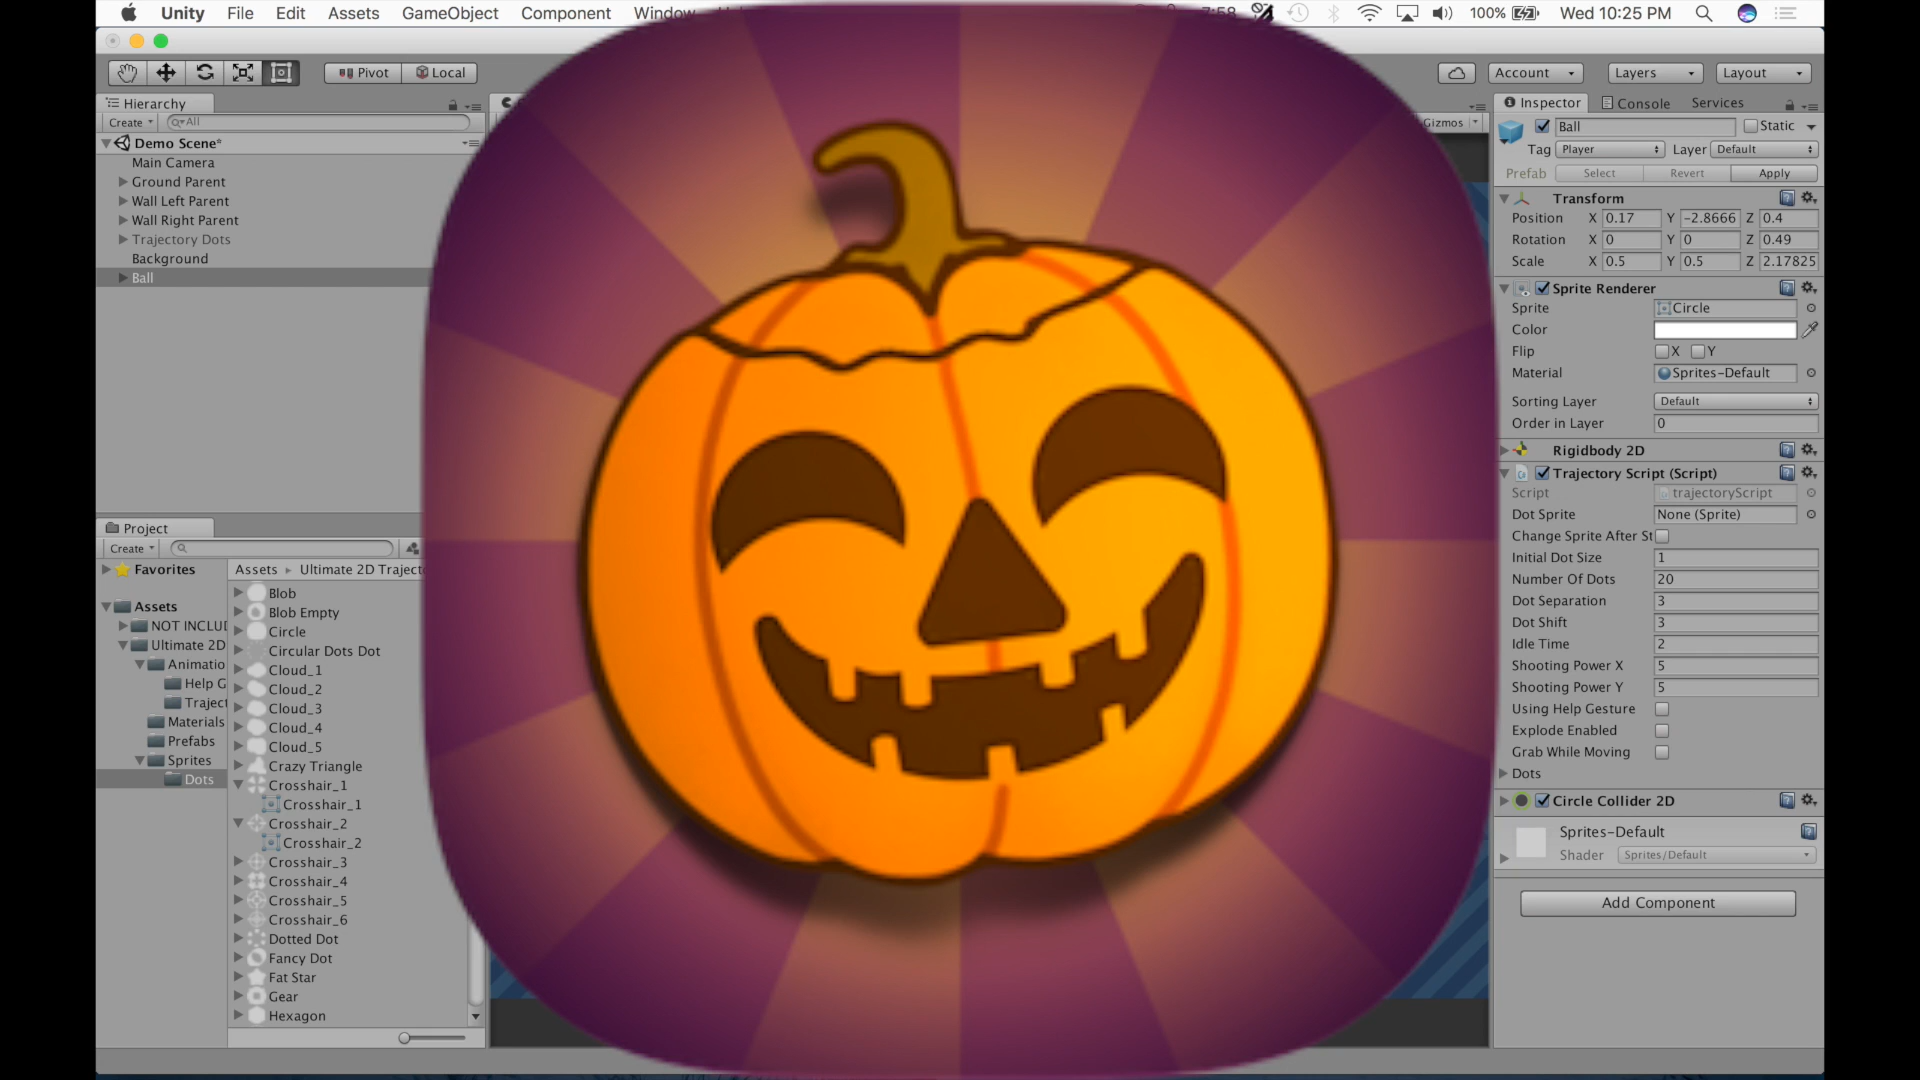 Unity File Edit Assets GameObject Component Window
100% Wed 10:25 PM
Pivot Local
Account Layers Layout
Hierarchy
Create All
Demo Scene*
Main Camera
Ground Parent
Wall Left Parent
Wall Right Parent
Trajectory Dots
Background
Ball
Project
Create
Favorites
Assets
NOT INCLU
Ultimate 2D
Animatio
Help G
Traject
Materials
Prefabs
Sprites
Dots
Assets Ultimate 2D Traject
Blob
Blob Empty
Circle
Circular Dots Dot
Cloud_1
Cloud_2
Cloud_3
Cloud_4
Cloud_5
Crazy Triangle
Crosshair_1
Crosshair_1
Crosshair_2
Crosshair_2
Crosshair_3
Crosshair_4
Crosshair_5
Crosshair_6
Dotted Dot
Fancy Dot
Fat Star
Gear
Hexagon
Gizmos
Inspector Console Services
Ball Static
Tag Player Layer Default
Prefab Select Revert Apply
Transform
Position X 0.17 Y -2.8666 Z 0.4
Rotation X 0 Y 0 Z 0.49
Scale X 0.5 Y 0.5 Z 2.17825
Sprite Renderer
Sprite Circle
Color
Flip X Y
Material Sprites-Default
Sorting Layer Default
Order in Layer 0
Rigidbody 2D
Trajectory Script (Script)
Script trajectoryScript
Dot Sprite None (Sprite)
Change Sprite After St
Initial Dot Size 1
Number Of Dots 20
Dot Separation 3
Dot Shift 3
Idle Time 2
Shooting Power X 5
Shooting Power Y 5
Using Help Gesture
Explode Enabled
Grab While Moving
Dots
Circle Collider 2D
Sprites-Default
Shader Sprites/Default
Add Component